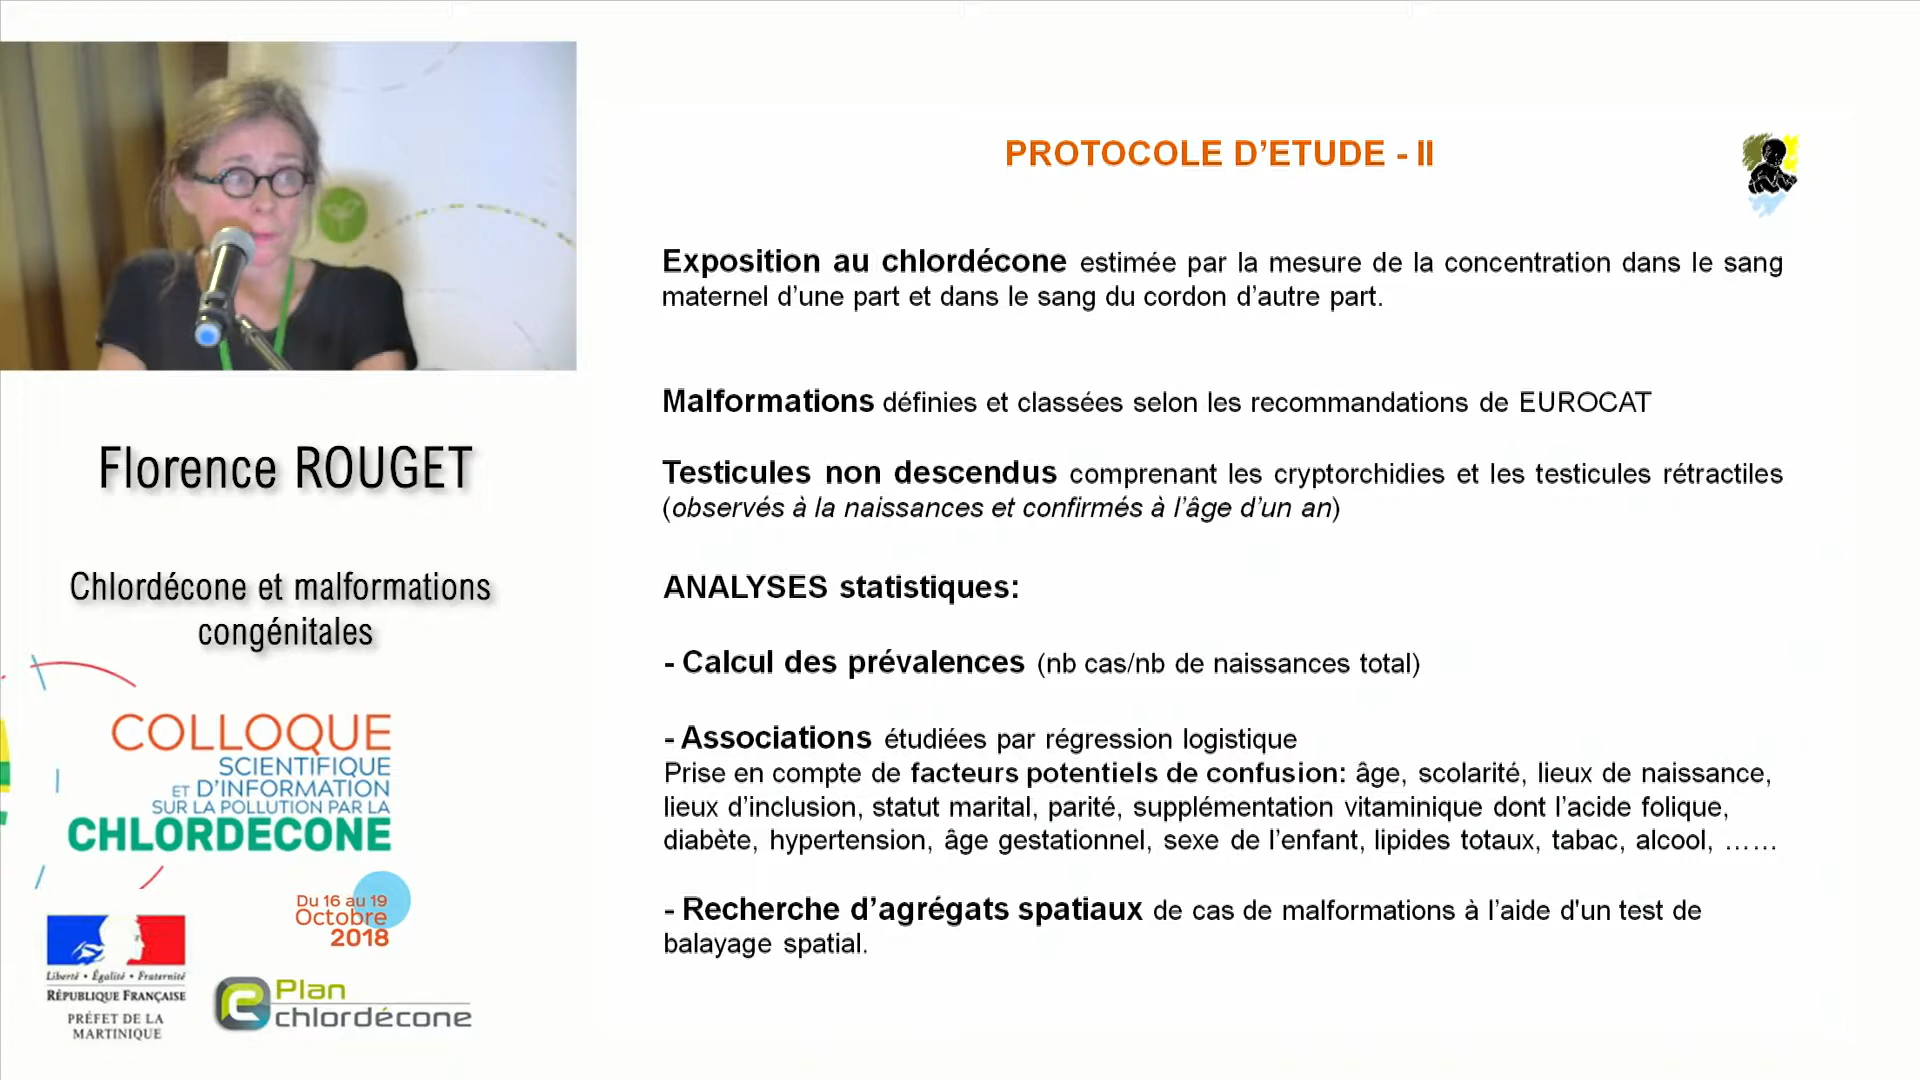 Florence ROUGET
Chlordécone et malformations
congénitales
COLLOQUE
SCIENTIFIQUE
ET D'INFORMATION
SUR LA POLLUTION PAR LA
CHLORDECONE
Du 16 au 19
Octobre
2018
Liberté • Égalité • Fraternité
RÉPUBLIQUE FRANÇAISE
PRÉFET DE LA
MARTINIQUE
Plan
chlordécone
PROTOCOLE D'ETUDE - II
Exposition au chlordécone estimée par la mesure de la concentration dans le sang
maternel d'une part et dans le sang du cordon d'autre part.
Malformations définies et classées selon les recommandations de EUROCAT
Testicules non descendus comprenant les cryptorchidies et les testicules rétractiles
(observés à la naissances et confirmés à l'âge d'un an)
ANALYSES statistiques:
- Calcul des prévalences (nb cas/nb de naissances total)
- Associations étudiées par régression logistique
Prise en compte de facteurs potentiels de confusion: âge, scolarité, lieux de naissance,
lieux d'inclusion, statut marital, parité, supplémentation vitaminique dont l'acide folique,
diabète, hypertension, âge gestationnel, sexe de l'enfant, lipides totaux, tabac, alcool, ……
- Recherche d'agrégats spatiaux de cas de malformations à l'aide d'un test de
balayage spatial.